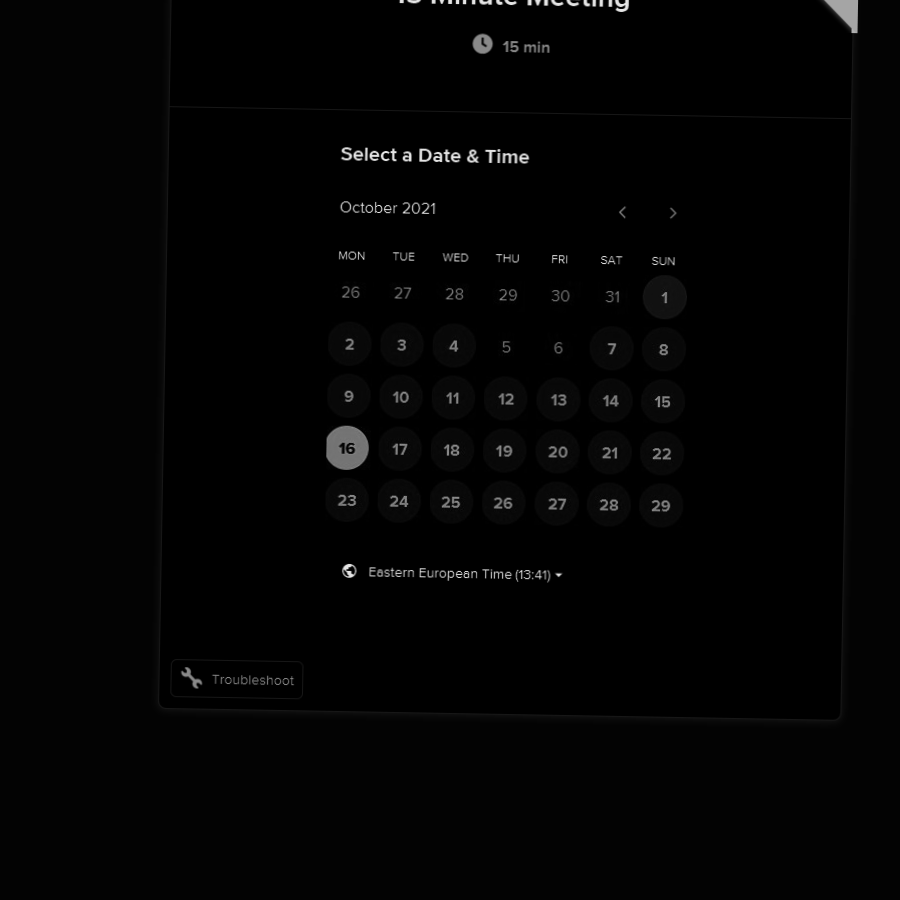 15 Minute Meeting
15 min
Select a Date & Time
October 2021
MON TUE WED THU FRI SAT SUN
26 27 28 29 30 31 1
2 3 4 5 6 7 8
9 10 11 12 13 14 15
16 17 18 19 20 21 22
23 24 25 26 27 28 29
Eastern European Time (13:41)
Troubleshoot